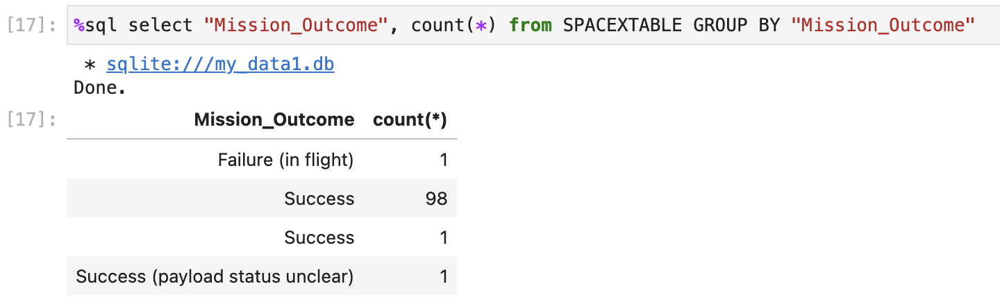 [17]: %sql select "Mission_Outcome", count(*) from SPACEXTABLE GROUP BY "Mission_Outcome"
* sqlite:///my_data1.db
Done.
[17]: Mission_Outcome count(*)
Failure (in flight) 1
Success 98
Success 1
Success (payload status unclear) 1